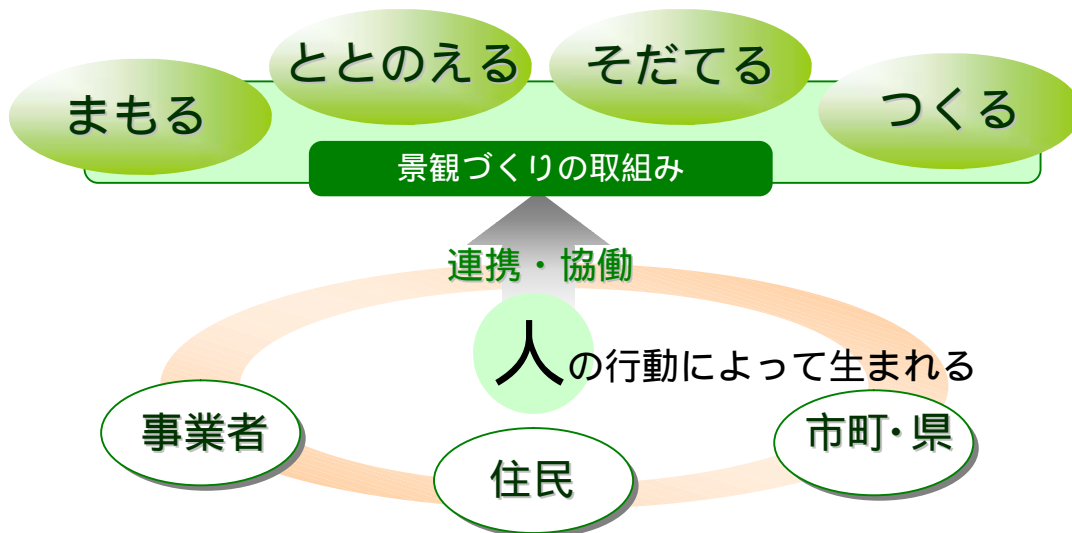 まもる
ととのえる
そだてる
つくる
景観づくりの取組み
連携・協働
人の行動によって生まれる
事業者
住民
市町・県